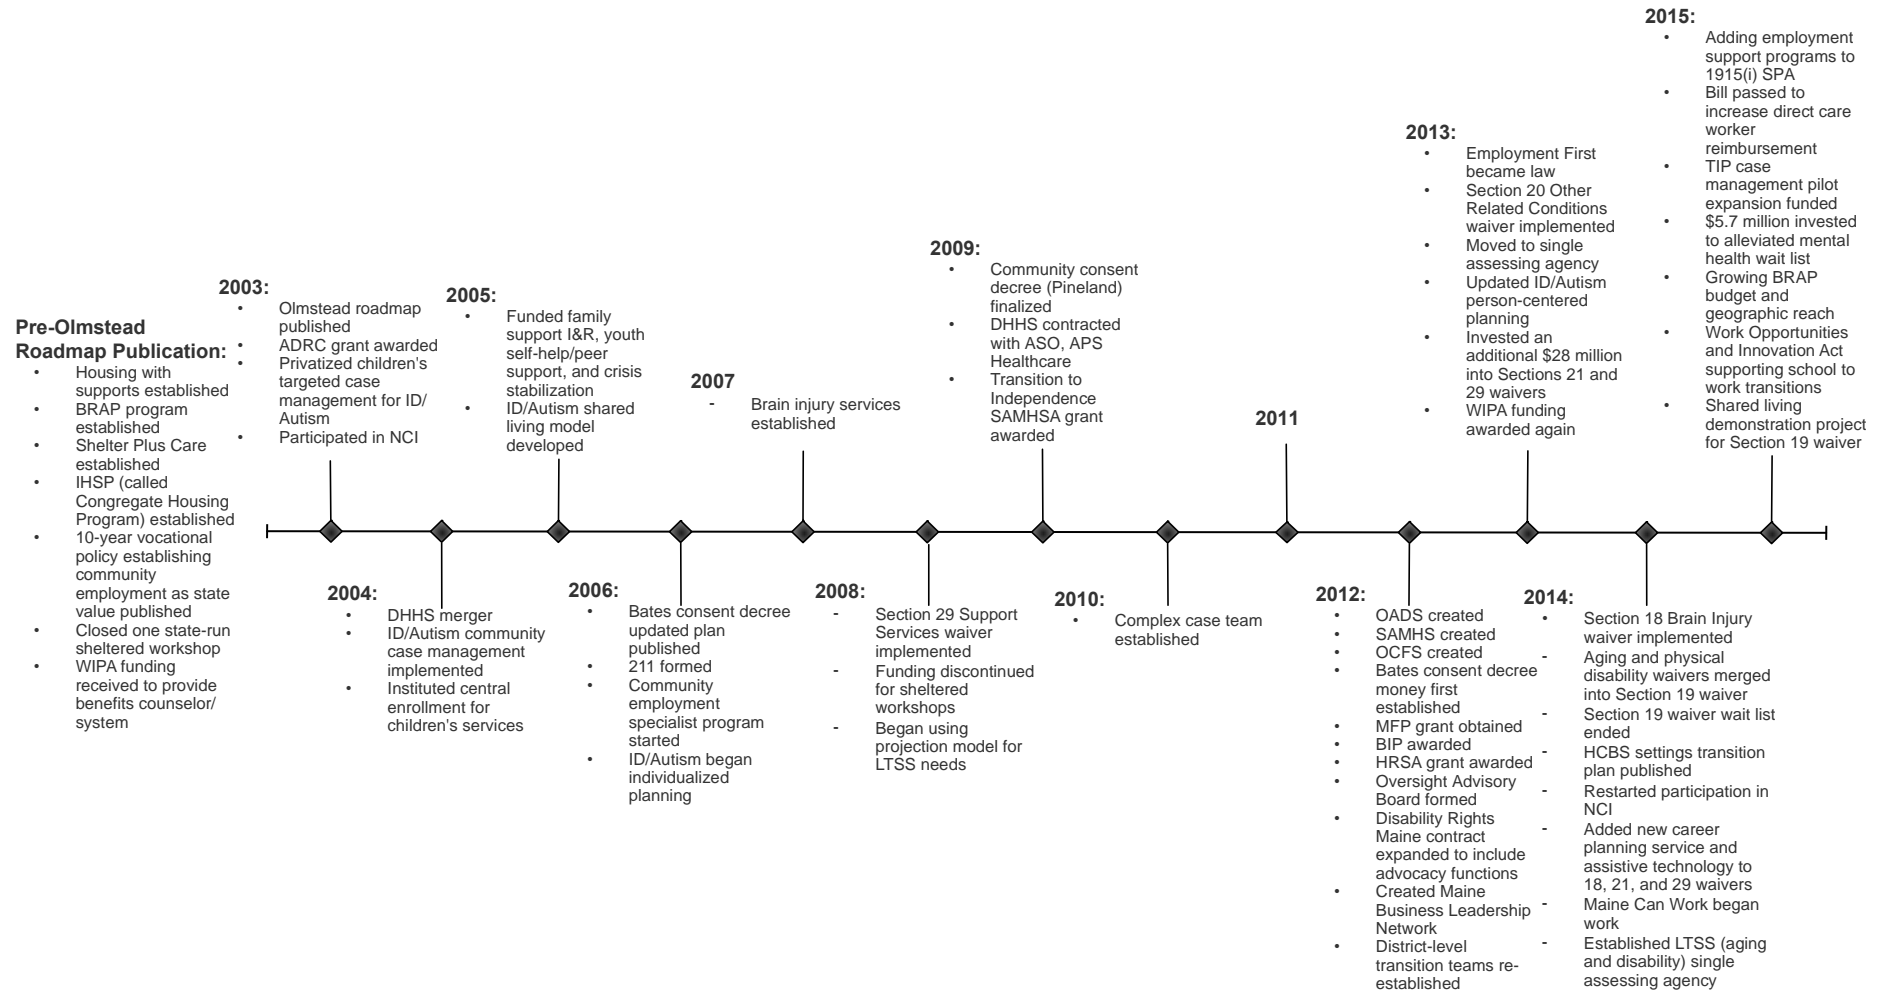 Pre-Olmstead
Roadmap Publication:
• Housing with
supports established
• BRAP program
established
• Shelter Plus Care
established
• IHSP (called
Congregate Housing
Program) established
• 10-year vocational
policy establishing
community
employment as state
value published
• Closed one state-run
sheltered workshop
• WIPA funding
received to provide
benefits counselor/
system
2003:
• Olmstead roadmap
published
• ADRC grant awarded
• Privatized children's
targeted case
management for ID/
Autism
• Participated in NCI
2004:
• DHHS merger
• ID/Autism community
case management
implemented
• Instituted central
enrollment for
children's services
2005:
• Funded family
support I&R, youth
self-help/peer
support, and crisis
stabilization
• ID/Autism shared
living model
developed
2006:
• Bates consent decree
updated plan
published
• 211 formed
• Community
employment
specialist program
started
• ID/Autism began
individualized
planning
2007
- Brain injury services
established
2008:
- Section 29 Support
Services waiver
implemented
- Funding discontinued
for sheltered
workshops
- Began using
projection model for
LTSS needs
2009:
• Community consent
decree (Pineland)
finalized
• DHHS contracted
with ASO, APS
Healthcare
• Transition to
Independence
SAMHSA grant
awarded
2010:
• Complex case team
established
2011
2012:
• OADS created
• SAMHS created
• OCFS created
• Bates consent decree
money first
established
• MFP grant obtained
• BIP awarded
• HRSA grant awarded
• Oversight Advisory
Board formed
• Disability Rights
Maine contract
expanded to include
advocacy functions
• Created Maine
Business Leadership
Network
• District-level
transition teams re-
established
2013:
• Employment First
became law
• Section 20 Other
Related Conditions
waiver implemented
• Moved to single
assessing agency
• Updated ID/Autism
person-centered
planning
• Invested an
additional $28 million
into Sections 21 and
29 waivers
• WIPA funding
awarded again
2014:
• Section 18 Brain Injury
waiver implemented
- Aging and physical
disability waivers merged
into Section 19 waiver
- Section 19 waiver wait list
ended
- HCBS settings transition
plan published
- Restarted participation in
NCI
- Added new career
planning service and
assistive technology to
18, 21, and 29 waivers
- Maine Can Work began
work
- Established LTSS (aging
and disability) single
assessing agency
2015:
• Adding employment
support programs to
1915(i) SPA
• Bill passed to
increase direct care
worker
reimbursement
• TIP case
management pilot
expansion funded
• $5.7 million invested
to alleviated mental
health wait list
• Growing BRAP
budget and
geographic reach
• Work Opportunities
and Innovation Act
supporting school to
work transitions
• Shared living
demonstration project
for Section 19 waiver